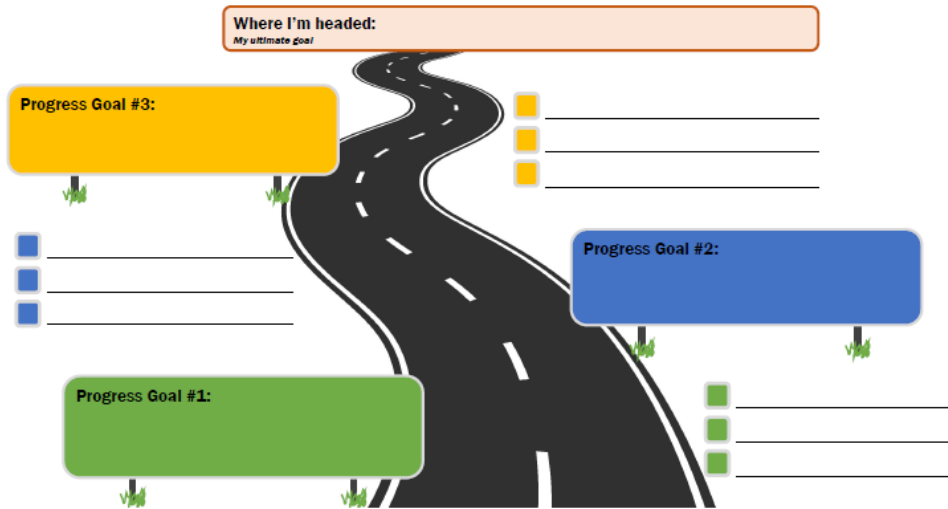 Where I'm headed:
My ultimate goal
Progress Goal #3:
Progress Goal #2:
Progress Goal #1: